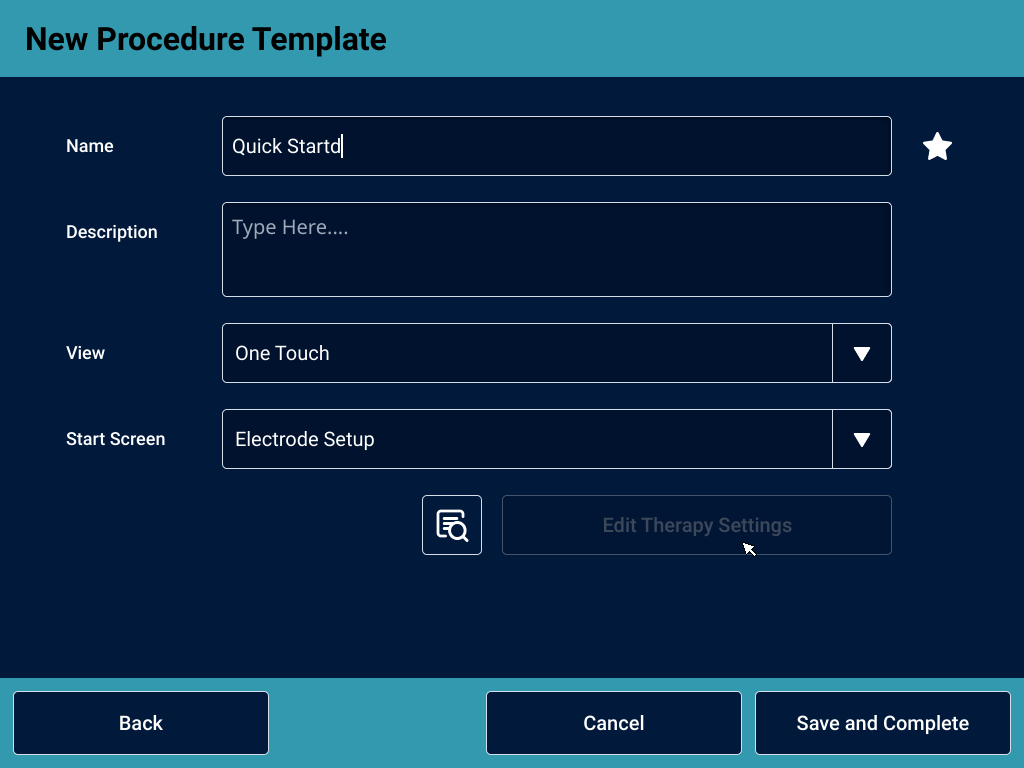 New Procedure Template
Name
Quick Startd
Description
Type Here....
View
One Touch
Start Screen
Electrode Setup
Edit Therapy Settings
Back
Cancel
Save and Complete